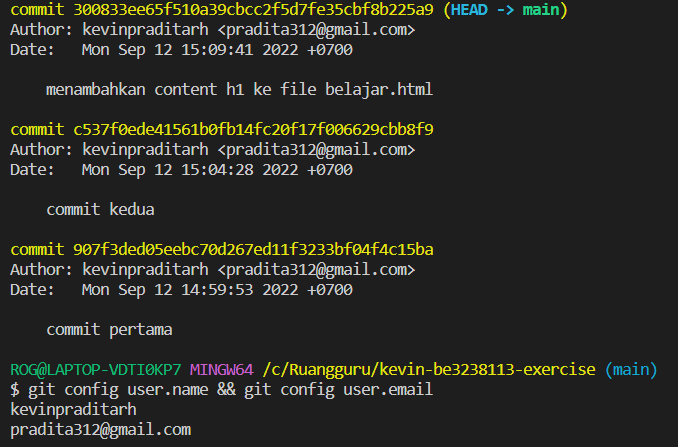 commit 300833ee65f510a39cbcc2f5d7fe35cbf8b225a9 (HEAD -> main)
Author: kevinpraditarh <pradita312@gmail.com>
Date:   Mon Sep 12 15:09:41 2022 +0700
menambahkan content h1 ke file belajar.html
commit c537f0ede41561b0fb14fc20f17f006629cbb8f9
Author: kevinpraditarh <pradita312@gmail.com>
Date:   Mon Sep 12 15:04:28 2022 +0700
commit kedua
commit 907f3ded05eebc70d267ed11f3233bf04f4c15ba
Author: kevinpraditarh <pradita312@gmail.com>
Date:   Mon Sep 12 14:59:53 2022 +0700
commit pertama
ROG@LAPTOP-VDTI0KP7 MINGW64 /c/Ruangguru/kevin-be3238113-exercise (main)
$ git config user.name && git config user.email
kevinpraditarh
pradita312@gmail.com